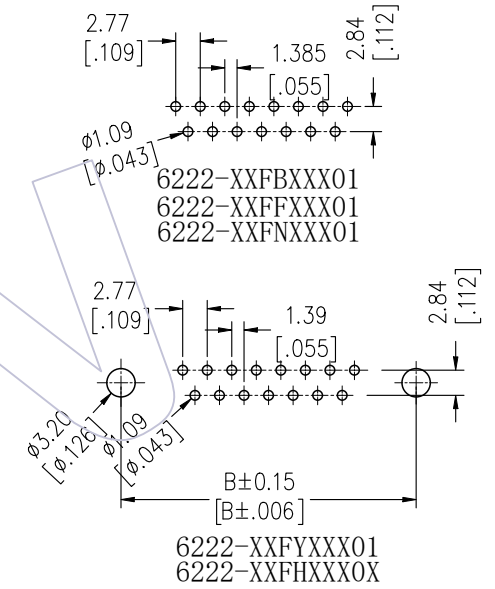 2.77
[.109]
1.385
[.055]
2.84
[.112]
ø1.09
[ø.043]
6222-XXFBXXX01
6222-XXFFXXX01
6222-XXFNXXX01
2.77
[.109]
1.39
[.055]
2.84
[.112]
ø3.20
[ø.126]
ø1.09
[ø.043]
B±0.15
[B±.006]
6222-XXFYXXX01
6222-XXFHXXX0X